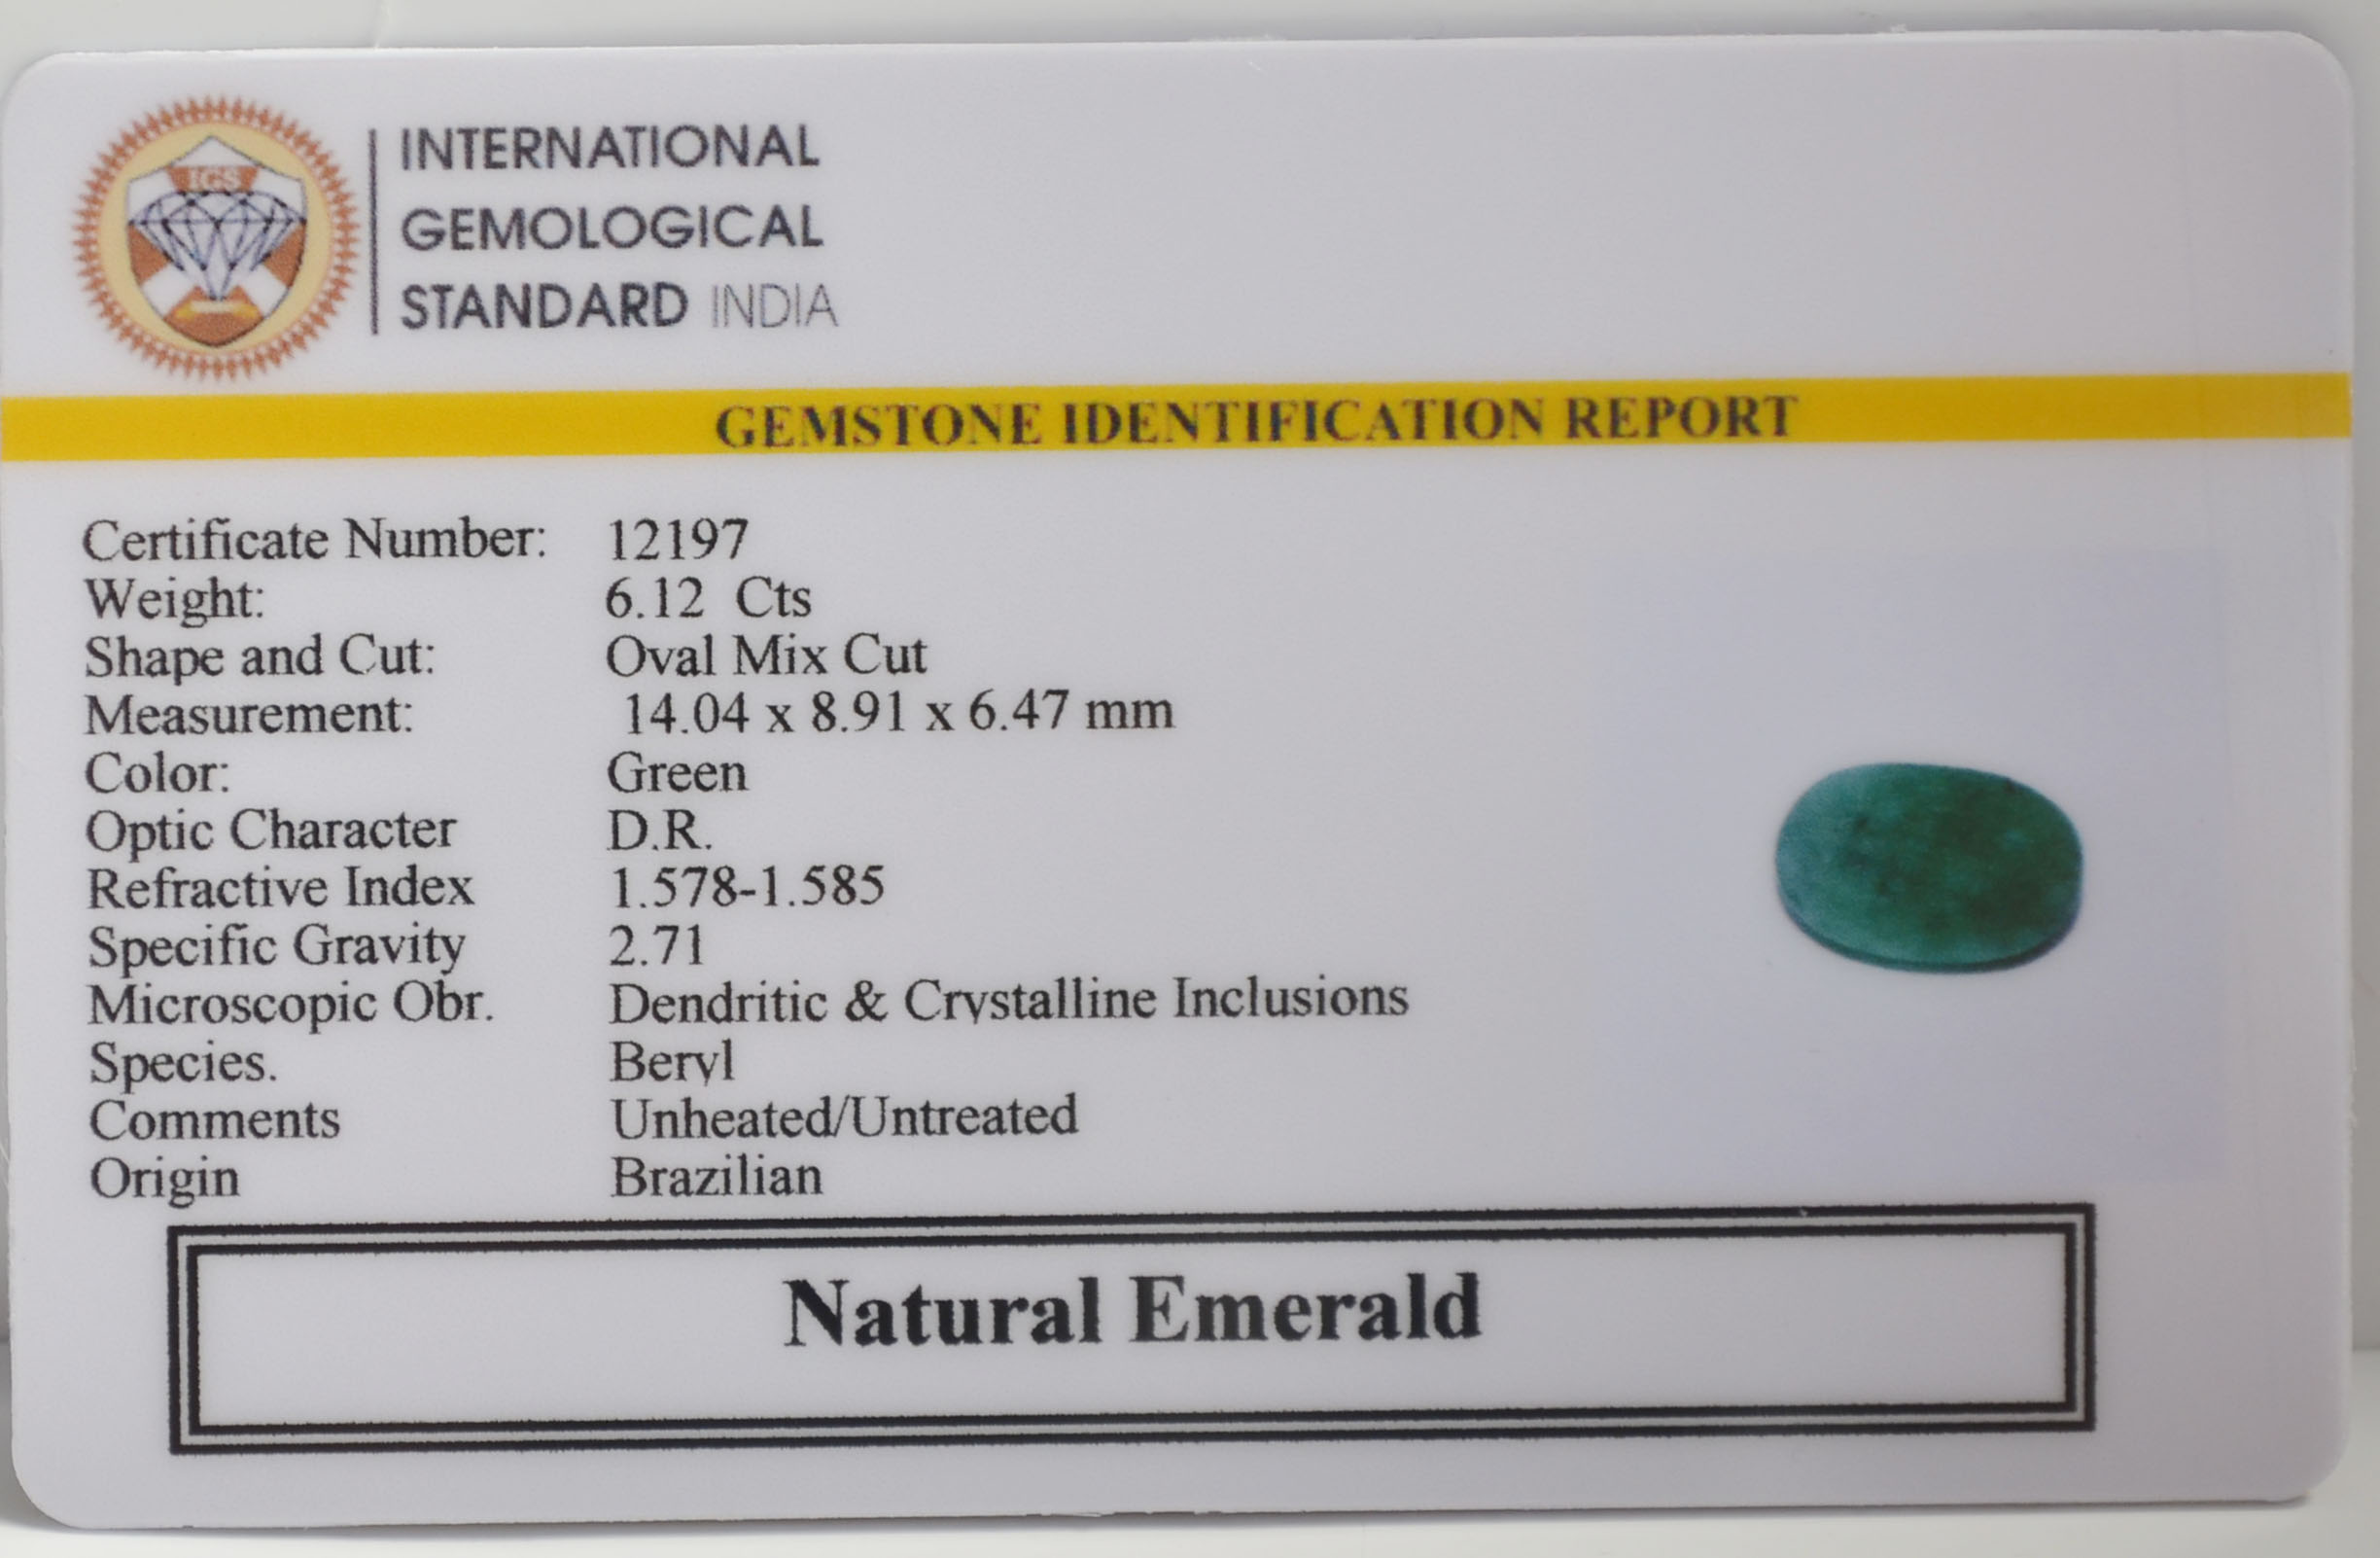 IGS
INTERNATIONAL
GEMOLOGICAL
STANDARD INDIA
GEMSTONE IDENTIFICATION REPORT
Certificate Number: 12197
Weight: 6.12 Cts
Shape and Cut: Oval Mix Cut
Measurement: 14.04 x 8.91 x 6.47 mm
Color: Green
Optic Character D.R.
Refractive Index 1.578-1.585
Specific Gravity 2.71
Microscopic Obr. Dendritic & Crystalline Inclusions
Species. Beryl
Comments Unheated/Untreated
Origin Brazilian
Natural Emerald